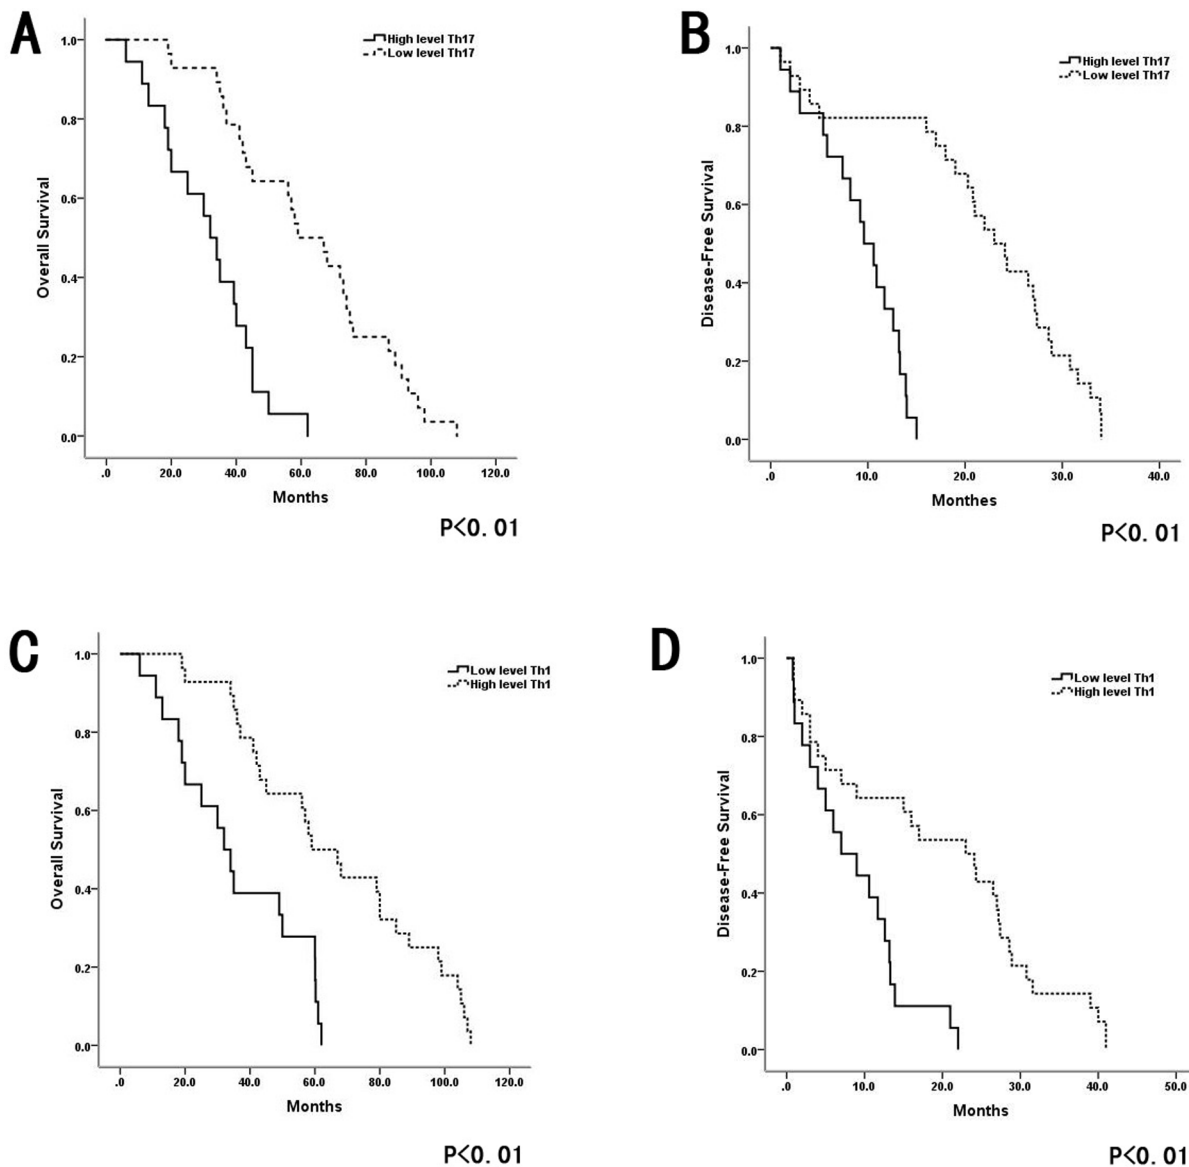 A
High level Th17
Low level Th17
1.0
0.8
0.6
0.4
0.2
0.0
Overall Survival
.0 20.0 40.0 60.0 80.0 100.0 120.0
Months
P<0.01
B
High level Th17
Low level Th17
1.0
0.8
0.6
0.4
0.2
0.0
Disease-Free Survival
.0 10.0 20.0 30.0 40.0
Monthes
P<0.01
C
Low level Th1
High level Th1
1.0
0.8
0.6
0.4
0.2
0.0
Overall Survival
.0 20.0 40.0 60.0 80.0 100.0 120.0
Months
P<0.01
D
Low level Th1
High level Th1
1.0
0.8
0.6
0.4
0.2
0.0
Disease-Free Survival
.0 10.0 20.0 30.0 40.0 50.0
Months
P<0.01